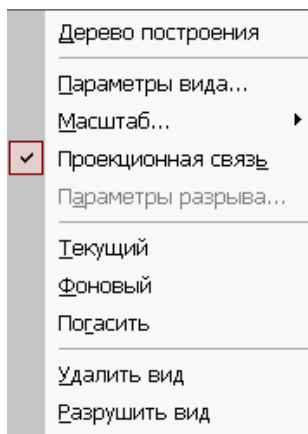 Дерево построения
Параметры вида...
Масштаб...
Проекционная связь
Параметры разрыва...
Текущий
Фоновый
Погасить
Удалить вид
Разрушить вид